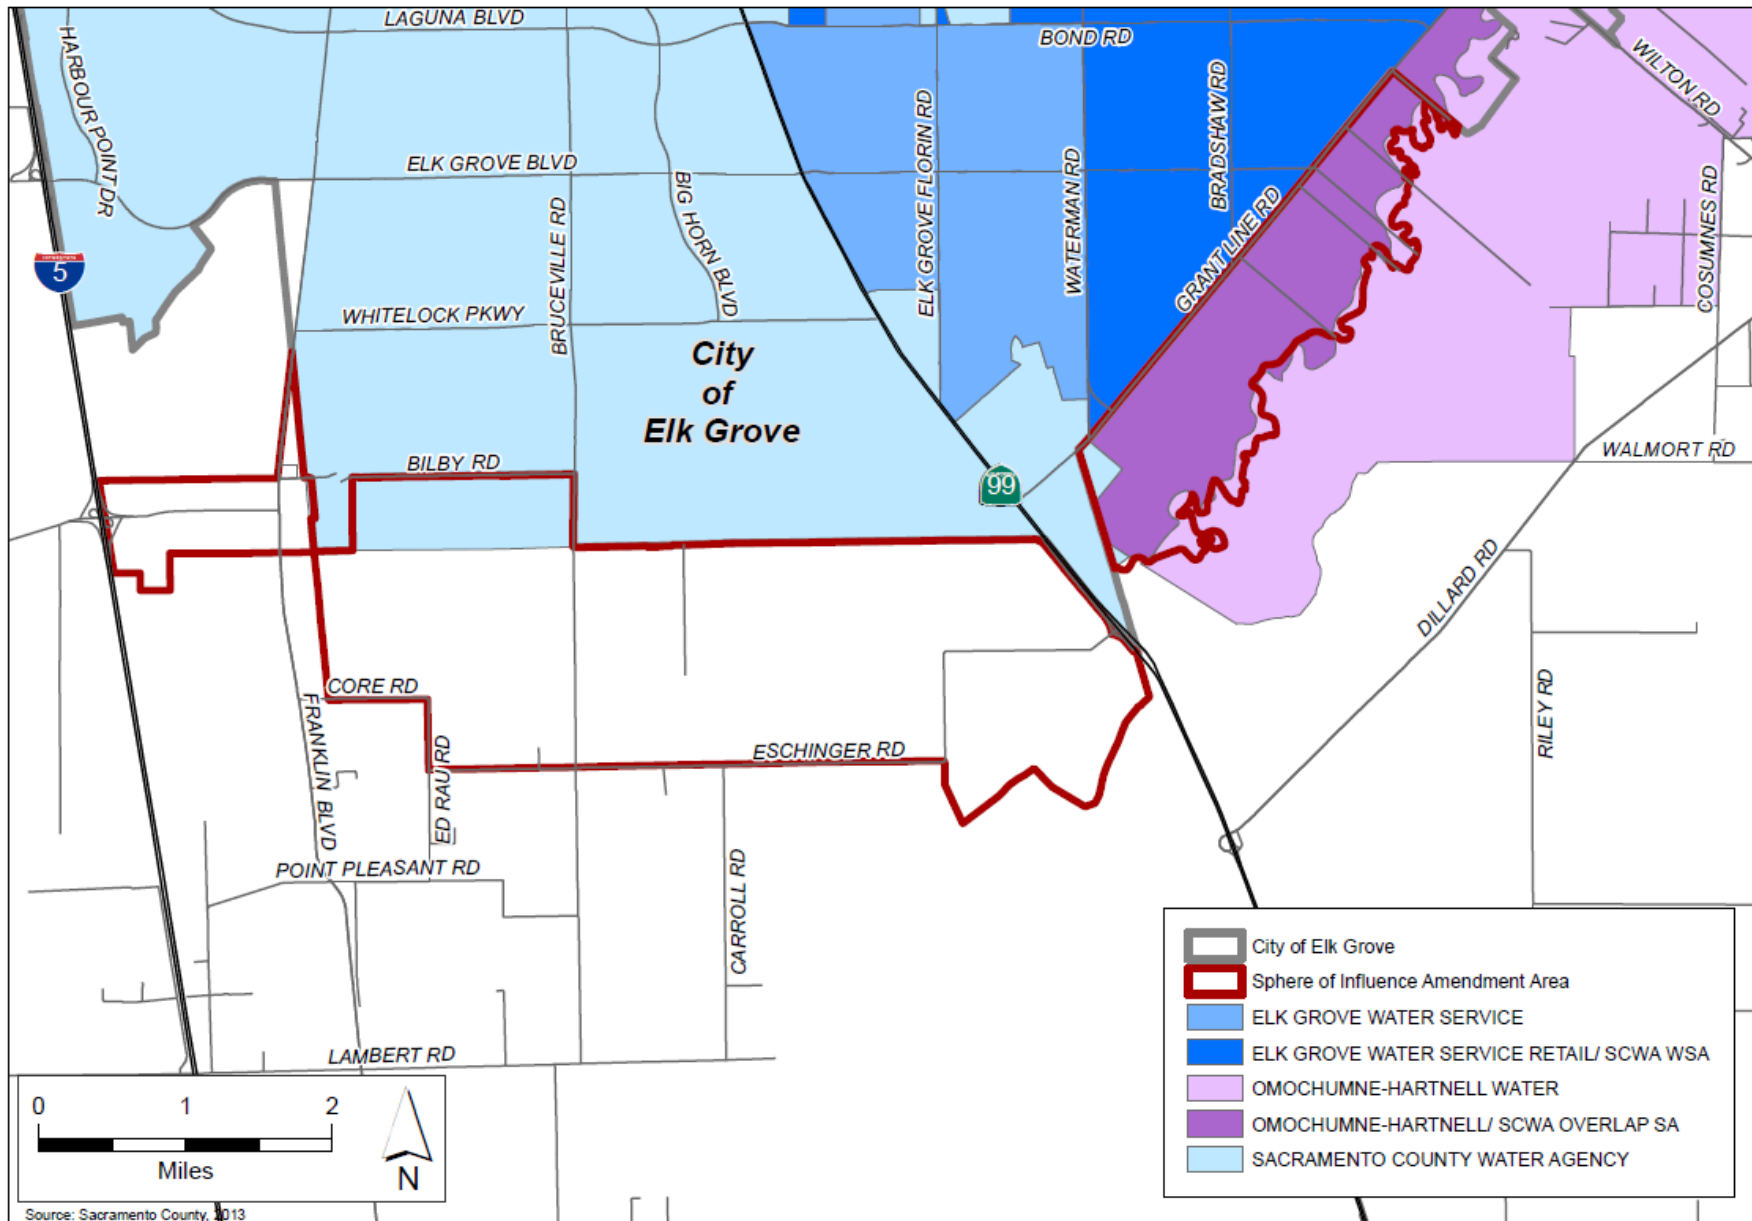 LAGUNA BLVD
BOND RD
HARBOUR POINT DR
WILTON RD
ELK GROVE BLVD
ELK GROVE FLORIN RD
BRADSHAW RD
WATERMAN RD
BIG HORN BLVD
BRUCEVILLE RD
GRANT LINE RD
COSUMNES RD
5
WHITELOCK PKWY
City
of
Elk Grove
BILBY RD
WALMORT RD
99
DILLARD RD
CORE RD
FRANKLIN BLVD
ED RAU RD
ESCHINGER RD
RILEY RD
POINT PLEASANT RD
CARROLL RD
LAMBERT RD
City of Elk Grove
Sphere of Influence Amendment Area
ELK GROVE WATER SERVICE
ELK GROVE WATER SERVICE RETAIL/ SCWA WSA
OMOCHUMNE-HARTNELL WATER
OMOCHUMNE-HARTNELL/ SCWA OVERLAP SA
SACRAMENTO COUNTY WATER AGENCY
0 1 2
Miles
N
Source: Sacramento County, 2013